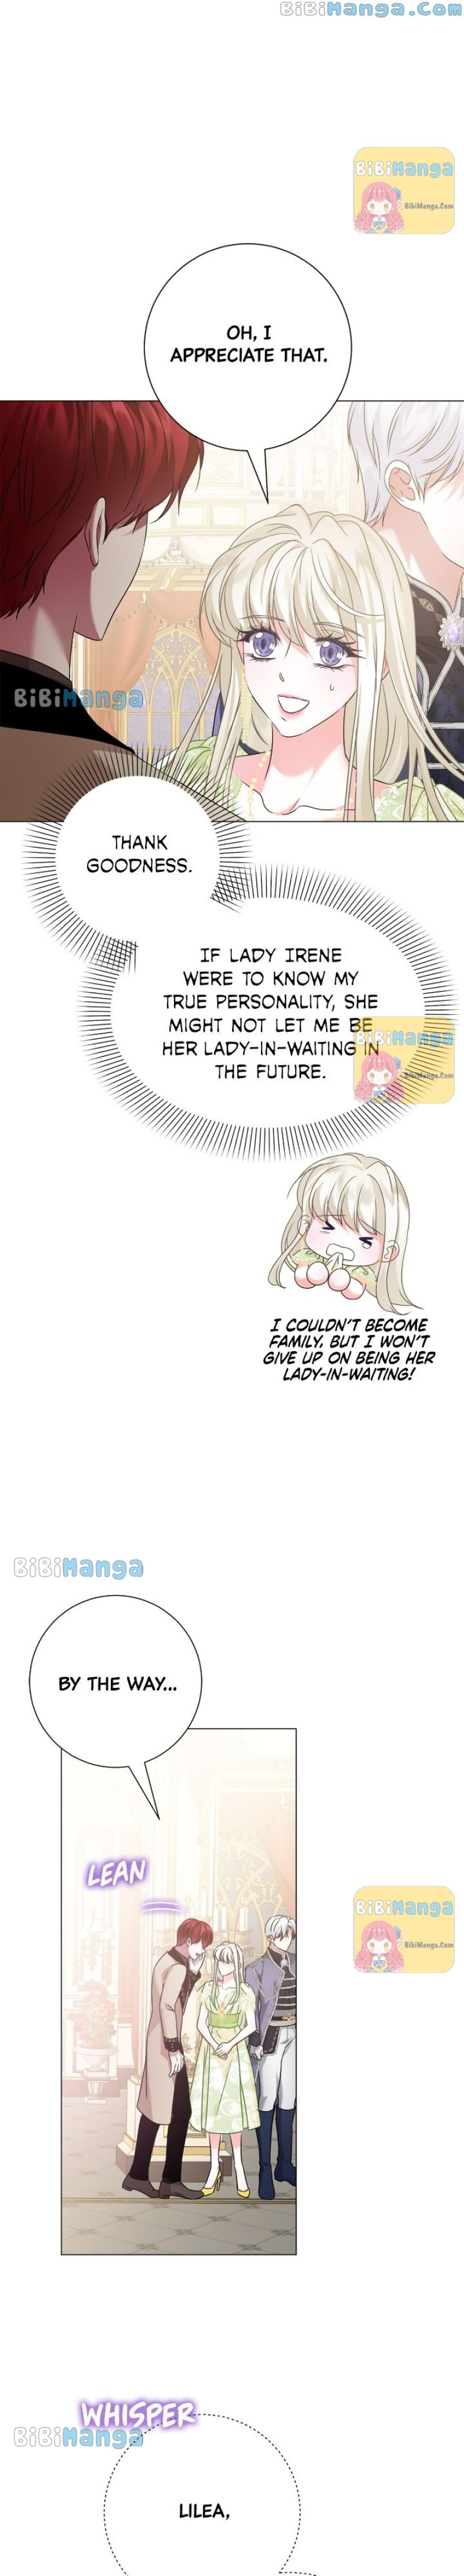 BiBiManga.Com
BiBiManga
BibiManga.Com
OH, I
APPRECIATE THAT.
BiBiManga
THANK
GOODNESS.
IF LADY IRENE
WERE TO KNOW MY
TRUE PERSONALITY, SHE
MIGHT NOT LET ME BE
HER LADY-IN-WAITING IN
THE FUTURE.
BiBiManga
BibiManga.Com
I COULDN'T BECOME
FAMILY, BUT I WON'T
GIVE UP ON BEING HER
LADY-IN-WAITING!
BiBiManga
BY THE WAY...
LEAN
BiBiManga
BibiManga.Com
WHISPER
BiBiManga
LILEA,